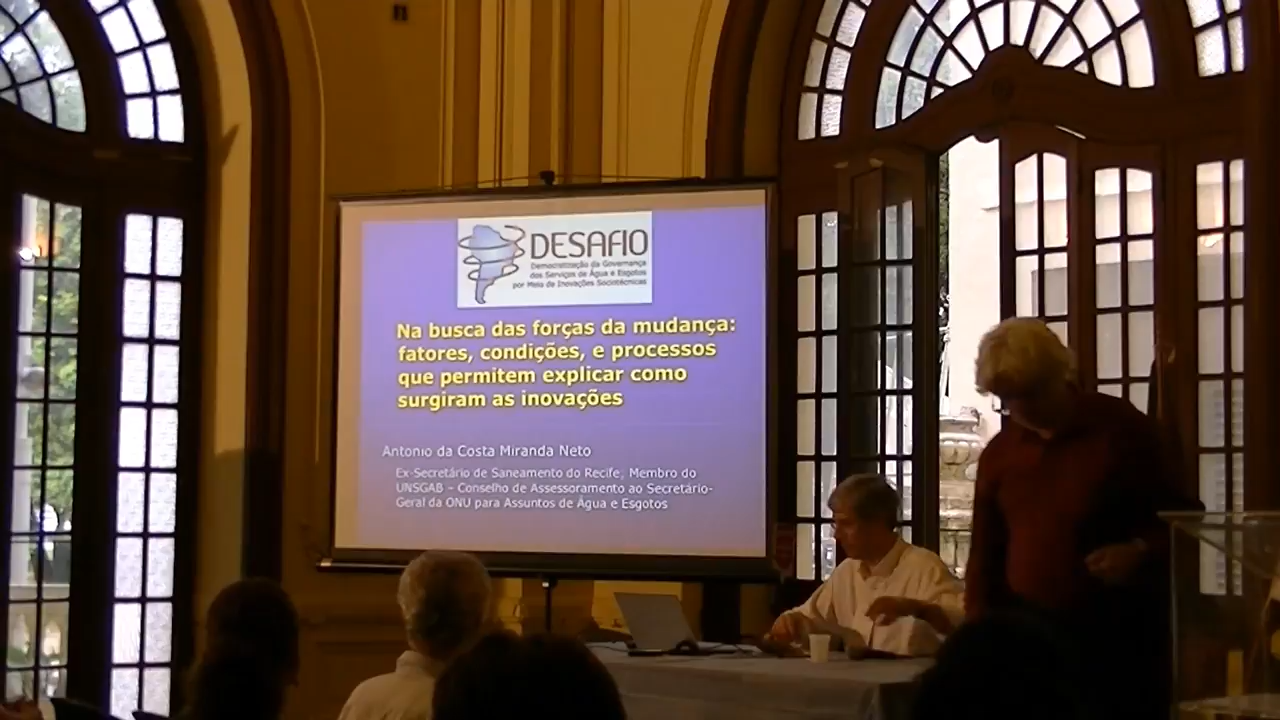 DESAFIO
Democratização da Governança
dos Serviços de Água e Esgotos
por Meio de Inovações Sociotécnicas
Na busca das forças da mudança:
fatores, condições, e processos
que permitem explicar como
surgiram as inovações
Antonio da Costa Miranda Neto
Ex-Secretário de Saneamento do Recife, Membro do
UNSGAB – Conselho de Assessoramento ao Secretário-
Geral da ONU para Assuntos de Água e Esgotos